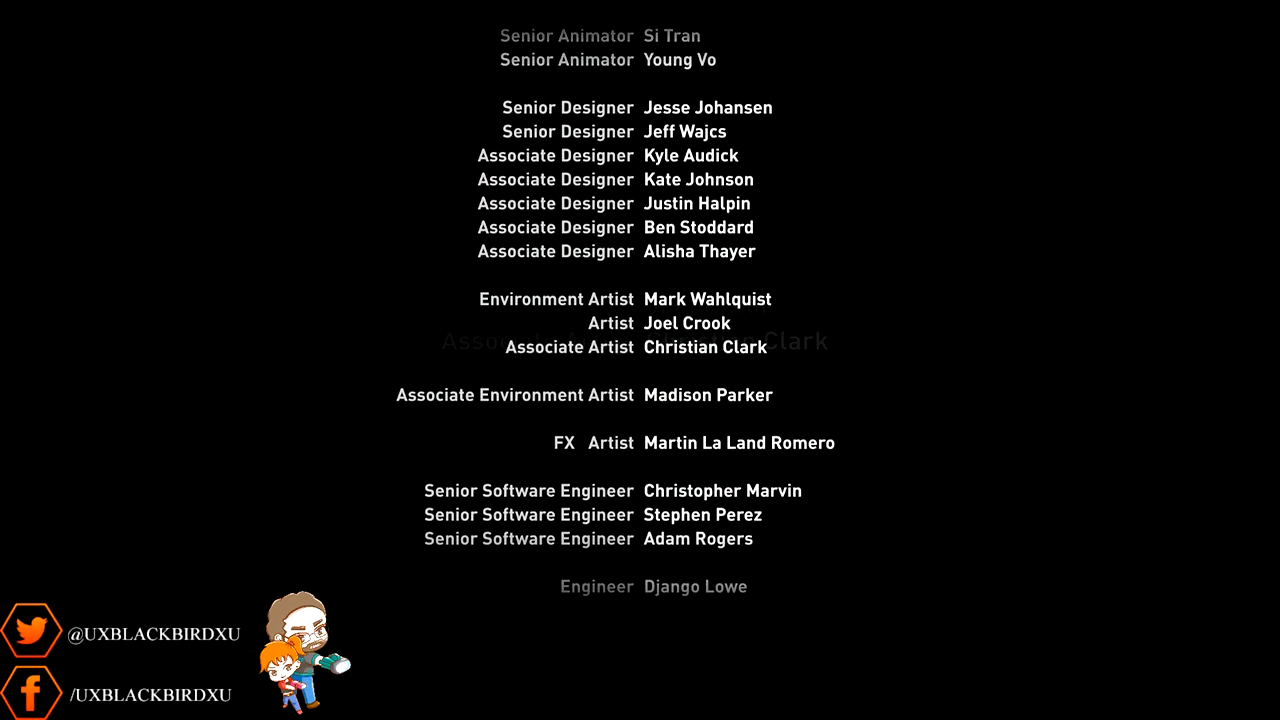 Senior Animator Si Tran
Senior Animator Young Vo
Senior Designer Jesse Johansen
Senior Designer Jeff Wajcs
Associate Designer Kyle Audick
Associate Designer Kate Johnson
Associate Designer Justin Halpin
Associate Designer Ben Stoddard
Associate Designer Alisha Thayer
Environment Artist Mark Wahlquist
Artist Joel Crook
Associate Artist Christian Clark
Associate Environment Artist Madison Parker
FX Artist Martin La Land Romero
Senior Software Engineer Christopher Marvin
Senior Software Engineer Stephen Perez
Senior Software Engineer Adam Rogers
Engineer Django Lowe
@UXBLACKBIRDXU
/UXBLACKBIRDXU